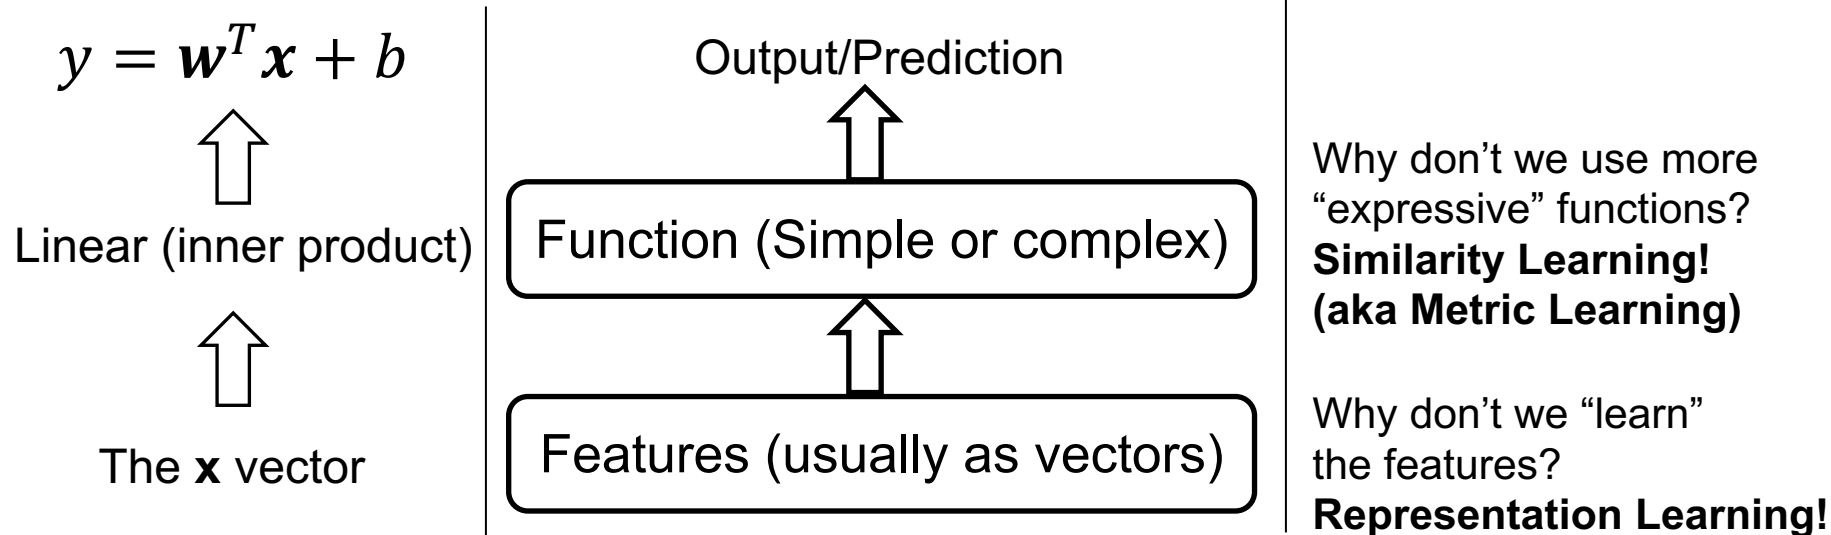 y = wᵀx + b
Linear (inner product)
The x vector
Output/Prediction
Function (Simple or complex)
Features (usually as vectors)
Why don’t we use more
“expressive” functions?
Similarity Learning!
(aka Metric Learning)
Why don’t we “learn”
the features?
Representation Learning!